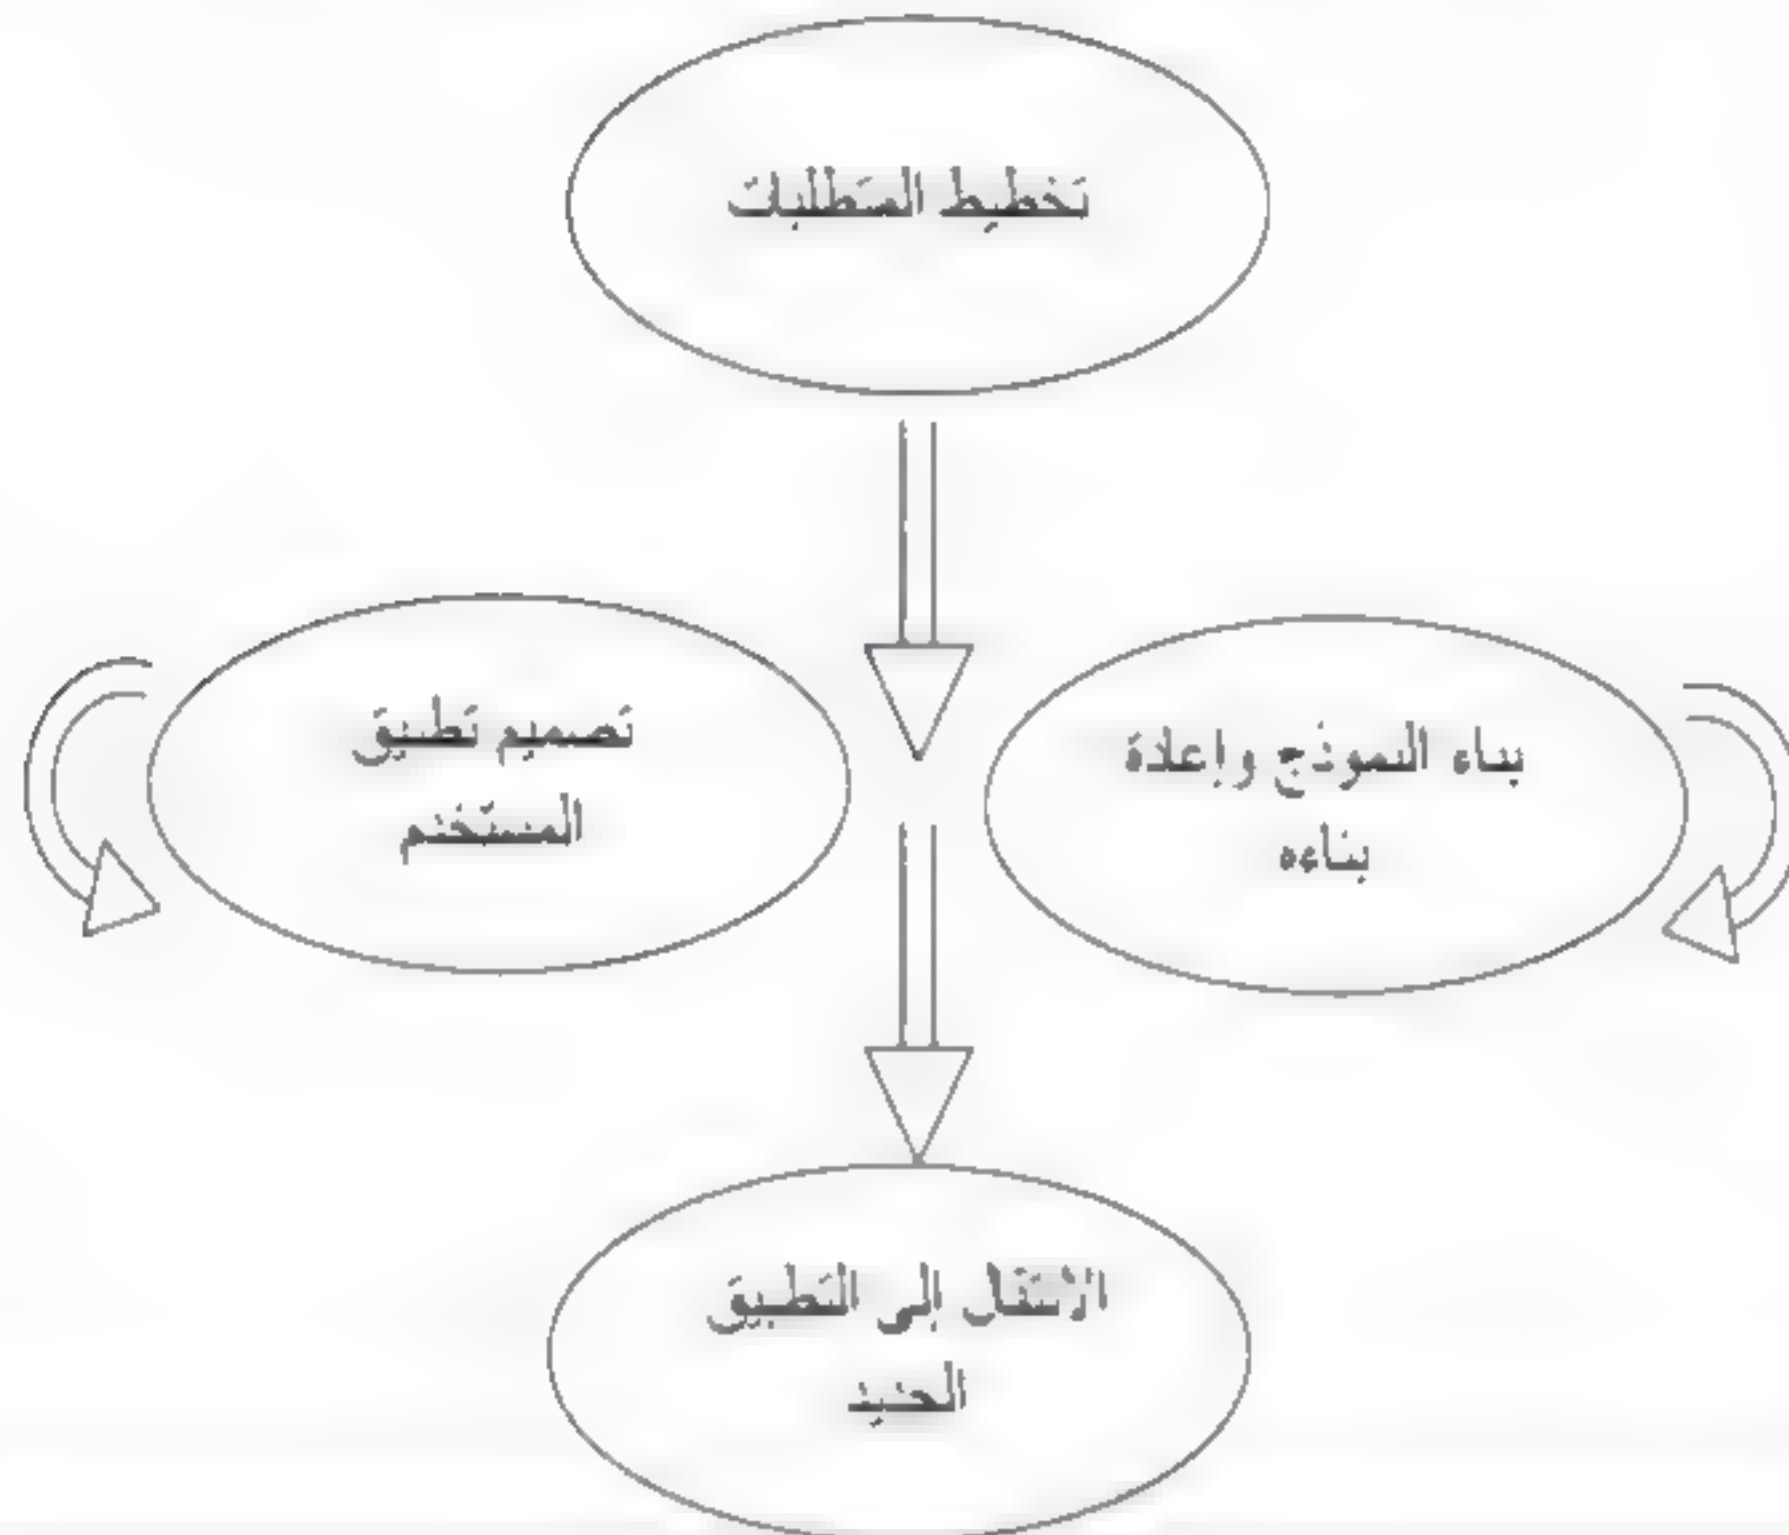 تخطيط المتطلبات
بناء النموذج وإعادة
بناءه
تصميم تطبيق
المستخدم
الانتقال إلى التطبيق
الجديد